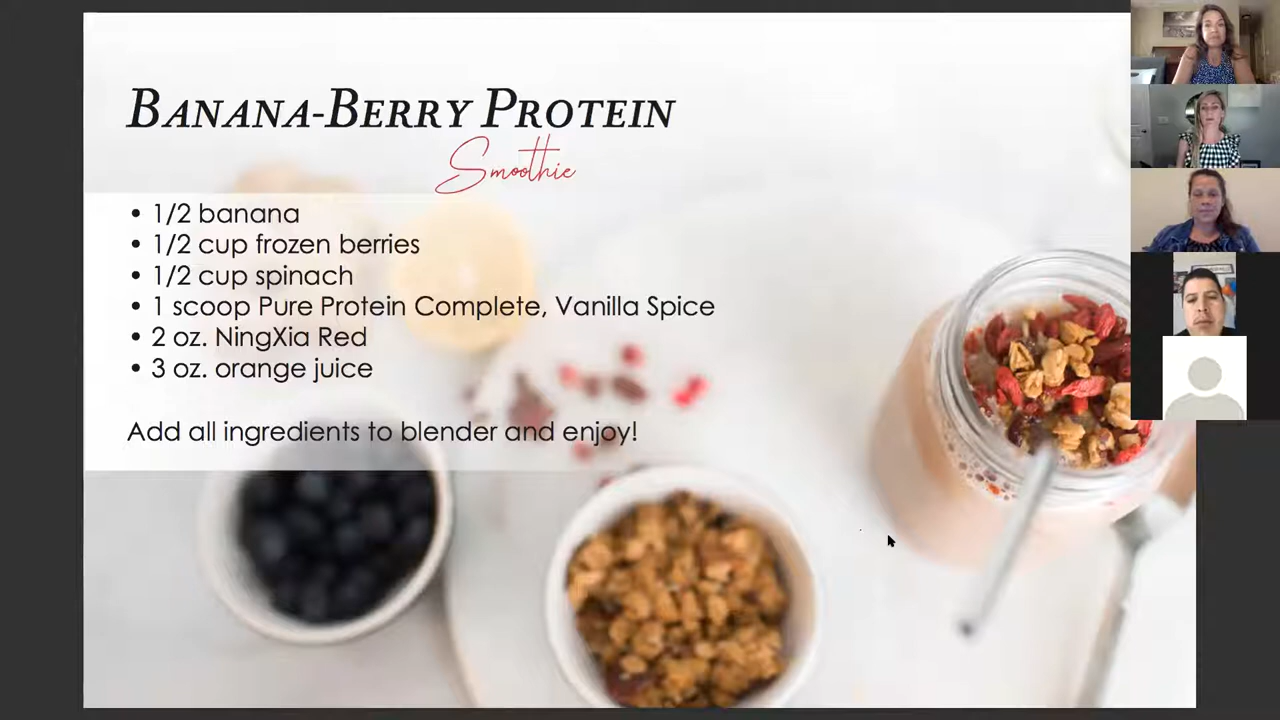 Banana-Berry Protein
Smoothie
• 1/2 banana
• 1/2 cup frozen berries
• 1/2 cup spinach
• 1 scoop Pure Protein Complete, Vanilla Spice
• 2 oz. NingXia Red
• 3 oz. orange juice
Add all ingredients to blender and enjoy!